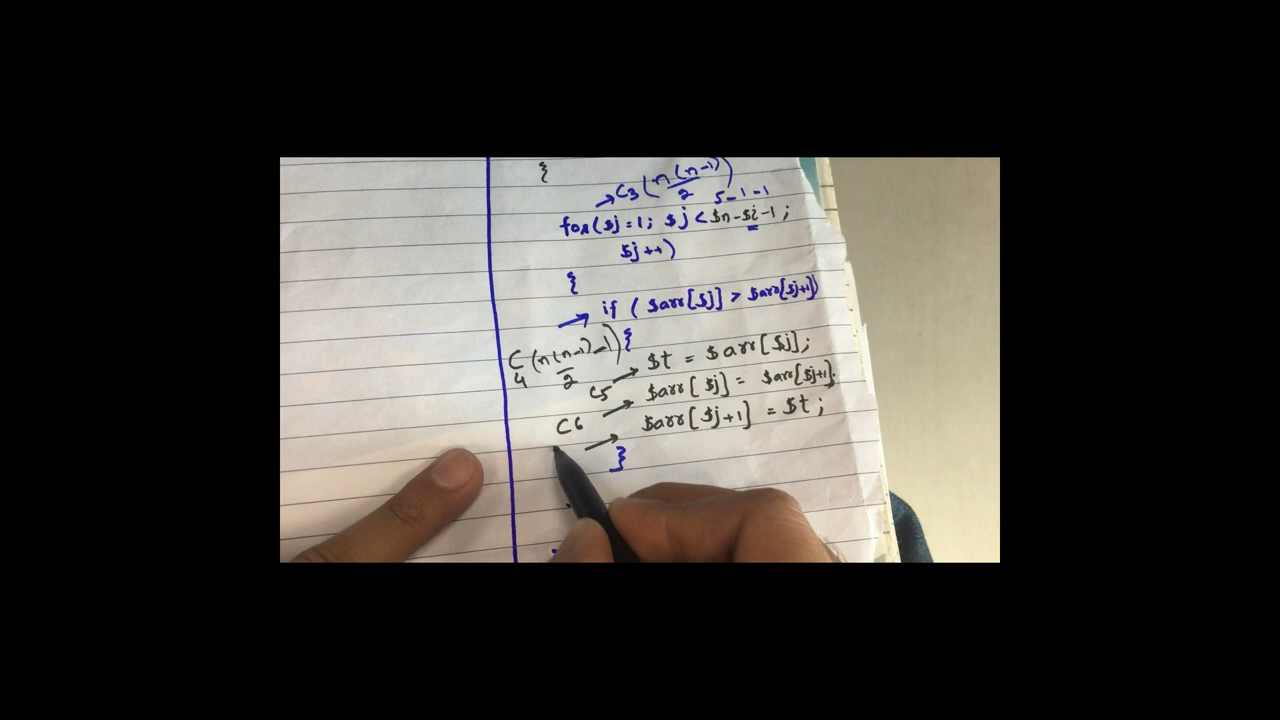 {
→ C3 (n(n-1)/2)
5-1-1
for($j=1; $j < $n-$i-1;
$j++)
{
→ if ( $arr[$j] > $arr[$j+1])
{
C4 (n(n-1)/2 -1)
→ $t = $arr[$j];
C5 → $arr[$j] = $arr[$j+1].
C6 → $arr[$j+1] = $t;
}